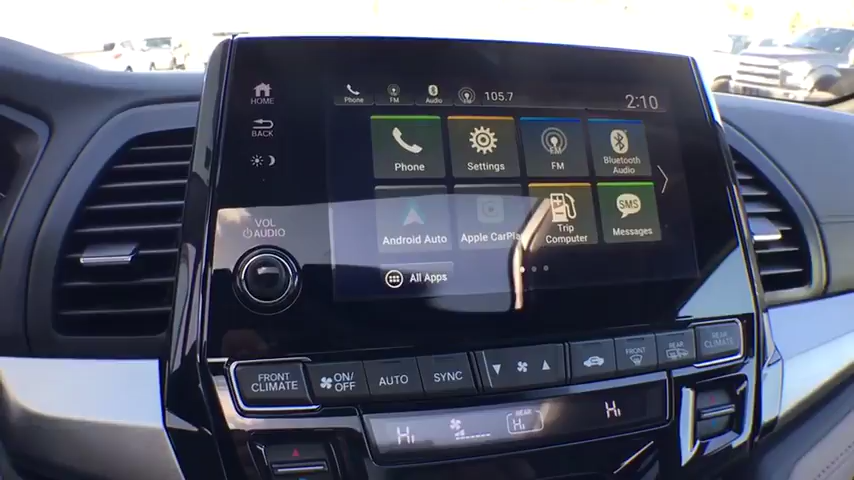 HOME
BACK
VOL
AUDIO
Phone FM Audio FM 105.7 2:10
Phone Settings FM Bluetooth Audio
Android Auto Apple CarPlay Trip Computer SMS Messages
All Apps
FRONT CLIMATE ON/OFF AUTO SYNC FRONT REAR REAR CLIMATE
Hi REAR Hi Hi